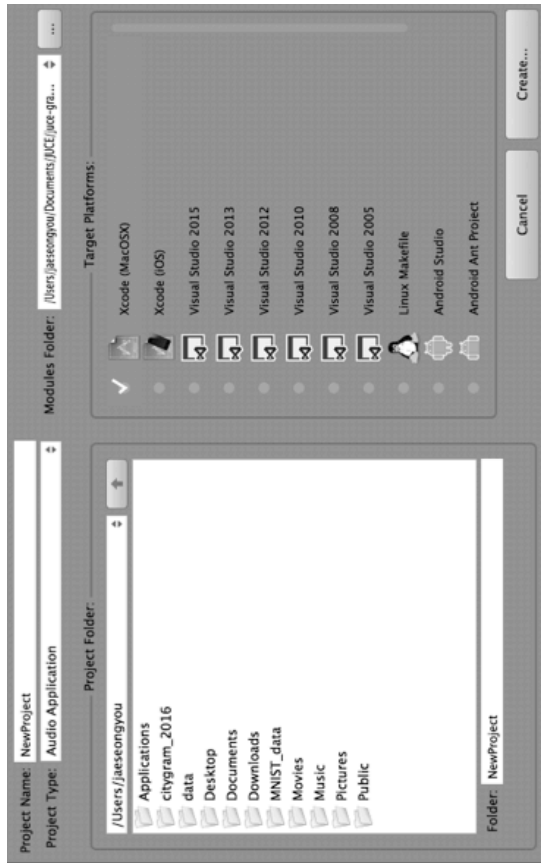 Project Name: NewProject
Project Type: Audio Application
Modules Folder: /Users/jaeseongyou/Documents/JUCE/juce-gra...
...
Project Folder:
/Users/jaeseongyou
Applications
citygram_2016
data
Desktop
Documents
Downloads
MNIST_data
Movies
Music
Pictures
Public
Folder: NewProject
Target Platforms:
Xcode (MacOSX)
Xcode (iOS)
Visual Studio 2015
Visual Studio 2013
Visual Studio 2012
Visual Studio 2010
Visual Studio 2008
Visual Studio 2005
Linux Makefile
Android Studio
Android Ant Project
Cancel
Create...